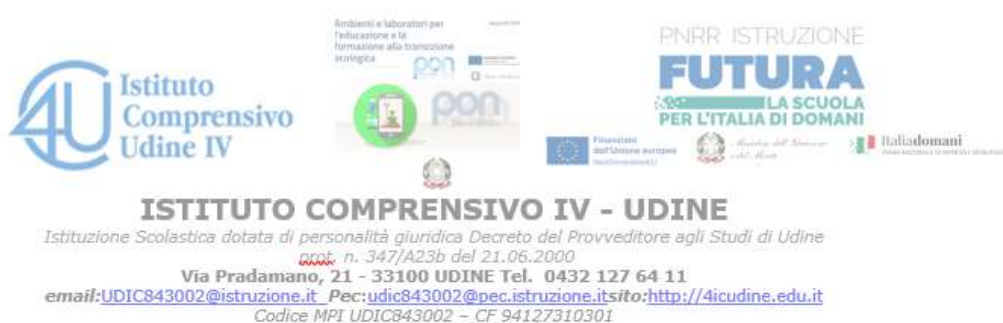 4U Istituto
Comprensivo
Udine IV
Ambienti e laboratori per
l'educazione e la
formazione alla transizione
ecologica
pon
pon
PNRR ISTRUZIONE
FUTURA
LA SCUOLA
PER L'ITALIA DI DOMANI
Finanziato
dall'Unione europea
NextGenerationEU
Italiadomani
ISTITUTO COMPRENSIVO IV - UDINE
Istituzione Scolastica dotata di personalità giuridica Decreto del Provveditore agli Studi di Udine
prot. n. 347/A23b del 21.06.2000
Via Pradamano, 21 - 33100 UDINE Tel. 0432 127 64 11
email:UDIC843002@istruzione.it Pec:udic843002@pec.istruzione.itsito:http://4icudine.edu.it
Codice MPI UDIC843002 – CF 94127310301